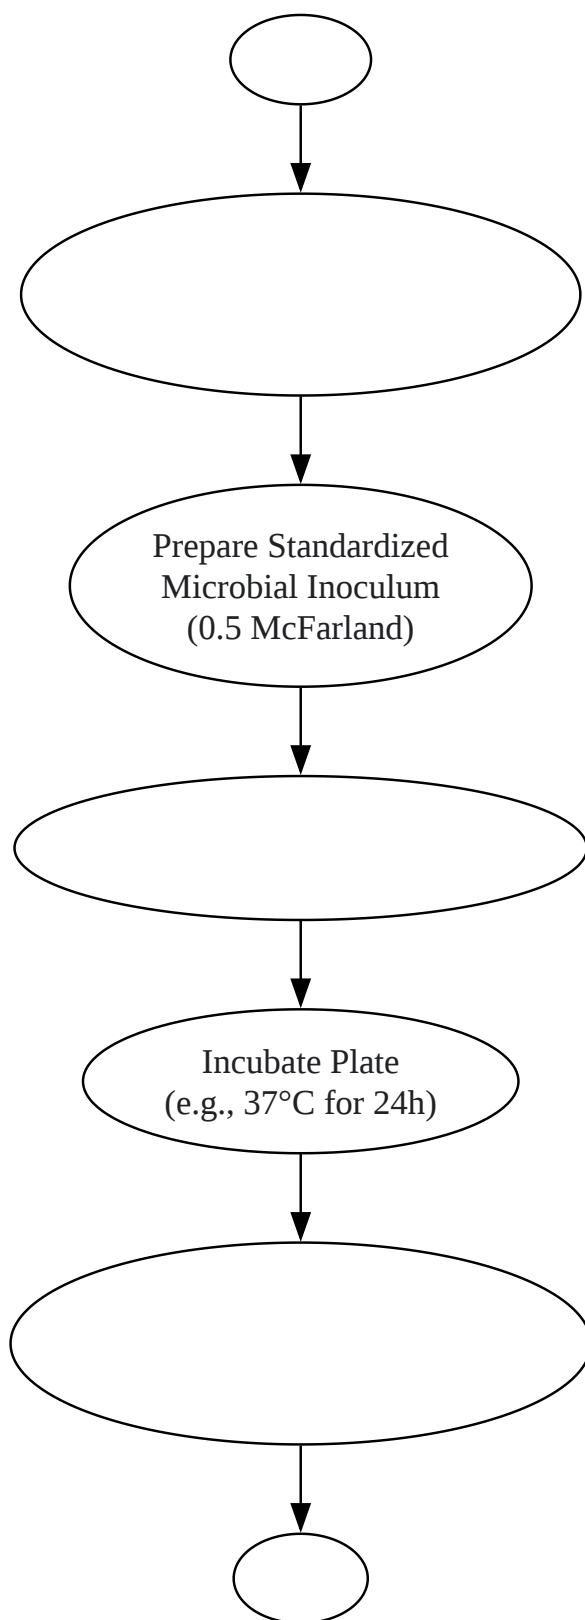 Prepare Standardized
Microbial Inoculum
(0.5 McFarland)
Incubate Plate
(e.g., 37°C for 24h)